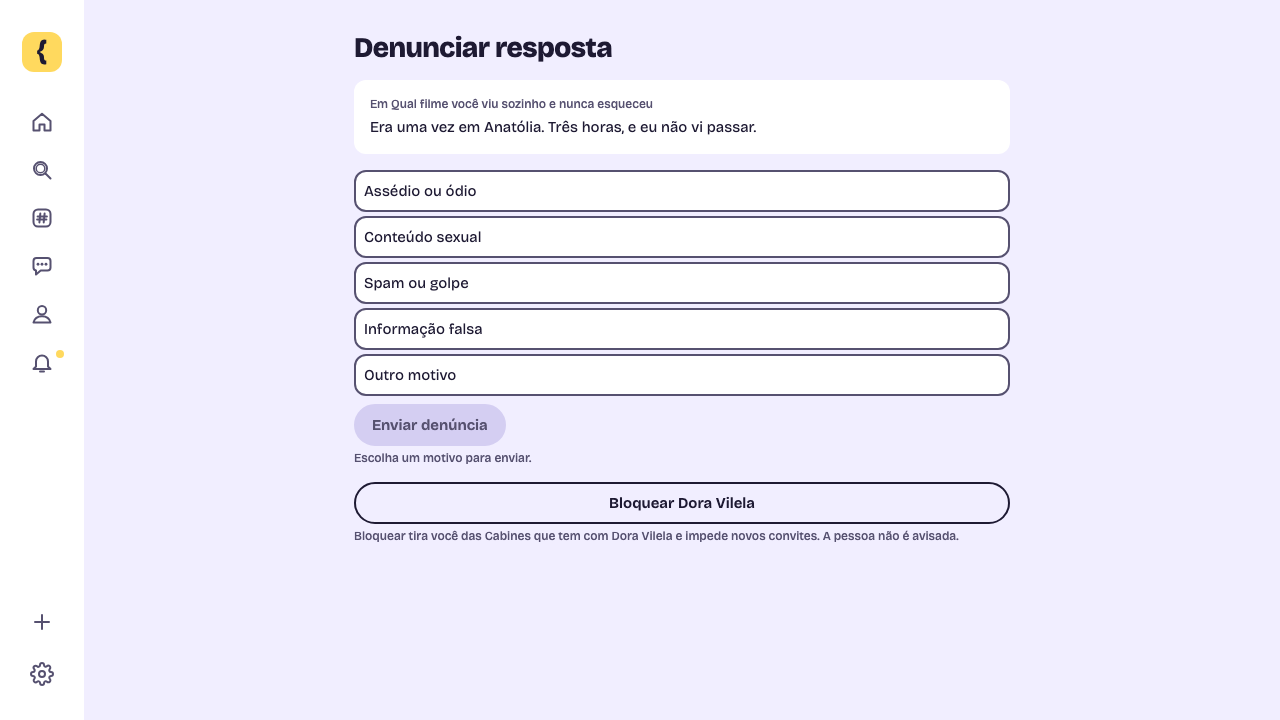 {
Denunciar resposta
Em Qual filme você viu sozinho e nunca esqueceu
Era uma vez em Anatólia. Três horas, e eu não vi passar.
Assédio ou ódio
Conteúdo sexual
Spam ou golpe
Informação falsa
Outro motivo
Enviar denúncia
Escolha um motivo para enviar.
Bloquear Dora Vilela
Bloquear tira você das Cabines que tem com Dora Vilela e impede novos convites. A pessoa não é avisada.